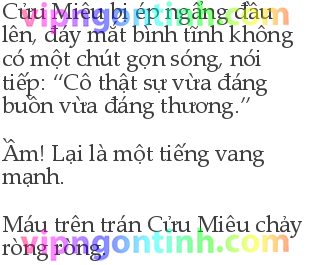 Cửu Miêu bị ép ngẩng đầu
lên, đáy mắt bình tĩnh không
có một chút gợn sóng, nói
tiếp: “Cô thật sự vừa đáng
buồn vừa đáng thương.”
Ầm! Lại là một tiếng vang
mạnh.
Máu trên trán Cửu Miêu chảy
ròng ròng.
vipngontinh.com
vipngontinh.com